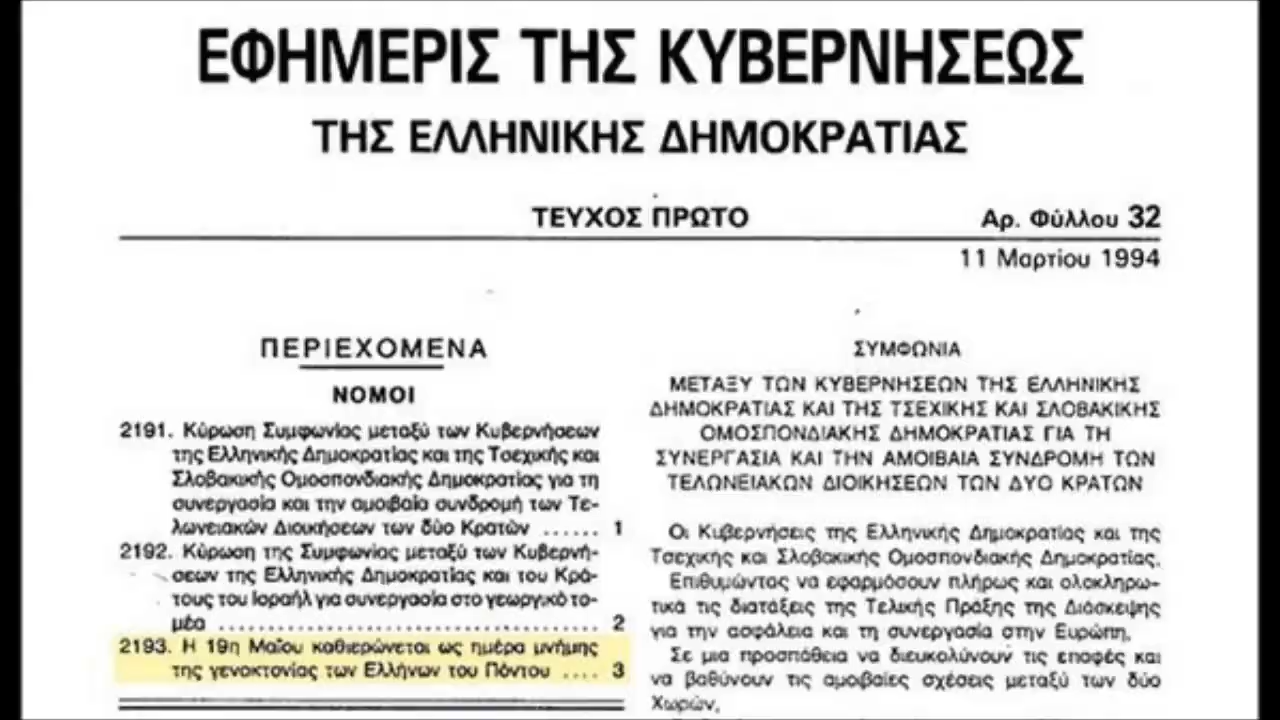 ΕΦΗΜΕΡΙΣ ΤΗΣ ΚΥΒΕΡΝΗΣΕΩΣ
ΤΗΣ ΕΛΛΗΝΙΚΗΣ ΔΗΜΟΚΡΑΤΙΑΣ
ΤΕΥΧΟΣ ΠΡΩΤΟ
Αρ. Φύλλου 32
11 Μαρτίου 1994
ΠΕΡΙΕΧΟΜΕΝΑ
ΝΟΜΟΙ
2191. Κύρωση Συμφωνίας μεταξύ των Κυβερνήσεων
της Ελληνικής Δημοκρατίας και της Τσεχικής και
Σλοβακικής Ομοσπονδιακής Δημοκρατίας για τη
συνεργασία και την αμοιβαία συνδρομή των Τε-
λωνειακών Διοικήσεων των δύο Κρατών ...... 1
2192. Κύρωση της Συμφωνίας μεταξύ των Κυβερνή-
σεων της Ελληνικής Δημοκρατίας και του Κρά-
τους του Ισραήλ για συνεργασία στο γεωργικό το-
μέα ............................................ 2
2193. Η 19η Μαΐου καθιερώνεται ως ημέρα μνήμης
της γενοκτονίας των Ελλήνων του Πόντου .... 3
ΣΥΜΦΩΝΙΑ
ΜΕΤΑΞΥ ΤΩΝ ΚΥΒΕΡΝΗΣΕΩΝ ΤΗΣ ΕΛΛΗΝΙΚΗΣ
ΔΗΜΟΚΡΑΤΙΑΣ ΚΑΙ ΤΗΣ ΤΣΕΧΙΚΗΣ ΚΑΙ ΣΛΟΒΑΚΙΚΗΣ
ΟΜΟΣΠΟΝΔΙΑΚΗΣ ΔΗΜΟΚΡΑΤΙΑΣ ΓΙΑ ΤΗ
ΣΥΝΕΡΓΑΣΙΑ ΚΑΙ ΤΗΝ ΑΜΟΙΒΑΙΑ ΣΥΝΔΡΟΜΗ ΤΩΝ
ΤΕΛΩΝΕΙΑΚΩΝ ΔΙΟΙΚΗΣΕΩΝ ΤΩΝ ΔΥΟ ΚΡΑΤΩΝ
Οι Κυβερνήσεις της Ελληνικής Δημοκρατίας και της
Τσεχικής και Σλοβακικής Ομοσπονδιακής Δημοκρατίας,
Επιθυμώντας να εφαρμόσουν πλήρως και ολοκληρω-
τικά τις διατάξεις της Τελικής Πράξης της Διάσκεψης
για την ασφάλεια και τη συνεργασία στην Ευρώπη,
Σε μια προσπάθεια να διευκολύνουν τις επαφές και
να βαθύνουν τις αμοιβαίες σχέσεις μεταξύ των δύο
Χωρών,